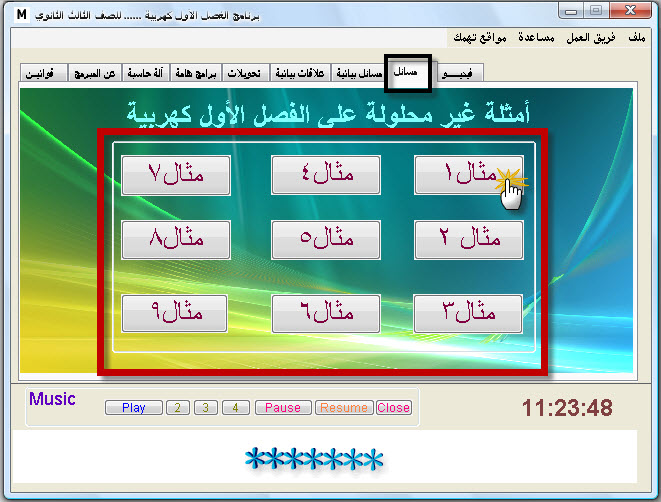 برنامج الفصل الأول كهربية ...... للصف الثالث الثانوي M
ملف فريق العمل مساعدة مواقع تهمك
فيديـــو مسائل مسائل بيانية علاقات بيانية تحويلات برامج هامة آلة حاسبة عن المبرمج قوانين
أمثلة غير محلولة على الفصل الأول كهربية
مثال١ مثال٤ مثال٧
مثال ٢ مثال٥ مثال٨
مثال٣ مثال٦ مثال٩
Music Play 2 3 4 Pause Resume Close 11:23:48
*******